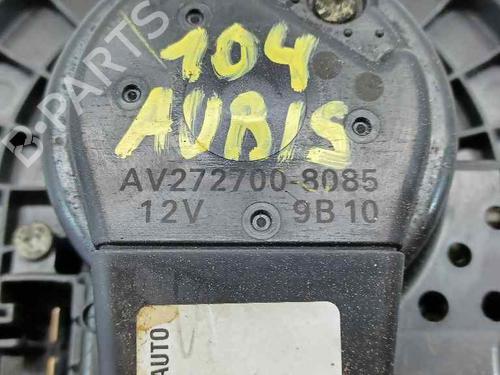 B-PARTS
104
AURIS
AV272700-8085
12V 9B10
AUTO